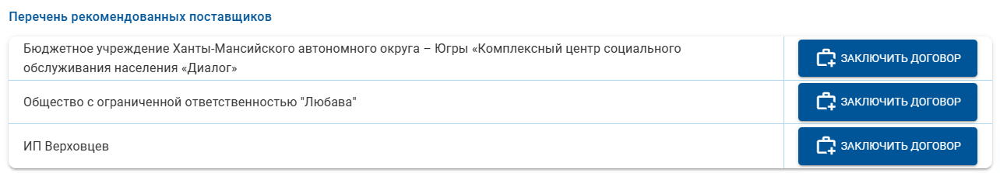 Перечень рекомендованных поставщиков
Бюджетное учреждение Ханты-Мансийского автономного округа – Югры «Комплексный центр социального
обслуживания населения «Диалог»
ЗАКЛЮЧИТЬ ДОГОВОР
Общество с ограниченной ответственностью "Любава"
ЗАКЛЮЧИТЬ ДОГОВОР
ИП Верховцев
ЗАКЛЮЧИТЬ ДОГОВОР